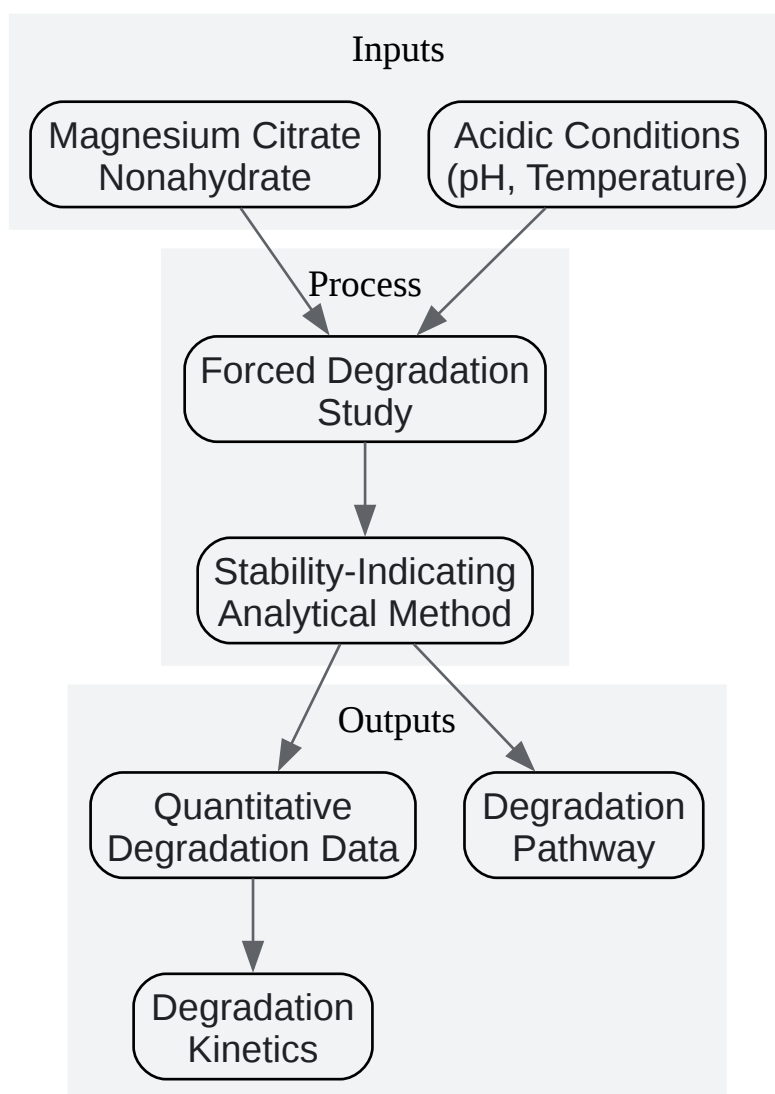 Inputs
Magnesium Citrate
Nonahydrate
Acidic Conditions
(pH, Temperature)
Process
Forced Degradation
Study
Stability-Indicating
Analytical Method
Outputs
Quantitative
Degradation Data
Degradation
Pathway
Degradation
Kinetics